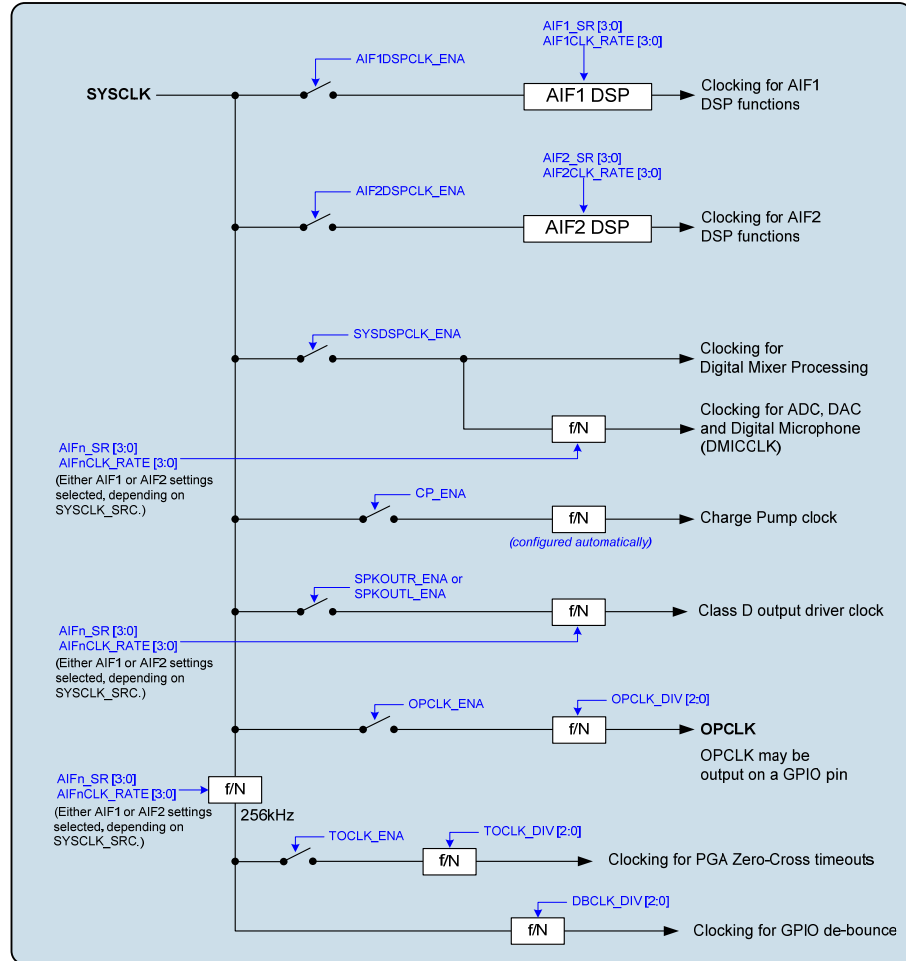 AIF1_SR [3:0]
AIF1CLK_RATE [3:0]
AIF1DSPCLK_ENA
SYSCLK
AIF1 DSP
Clocking for AIF1
DSP functions
AIF2_SR [3:0]
AIF2CLK_RATE [3:0]
AIF2DSPCLK_ENA
AIF2 DSP
Clocking for AIF2
DSP functions
SYSDSPCLK_ENA
Clocking for
Digital Mixer Processing
f/N
Clocking for ADC, DAC
and Digital Microphone
(DMICCLK)
AIFn_SR [3:0]
AIFnCLK_RATE [3:0]
(Either AIF1 or AIF2 settings
selected, depending on
SYSCLK_SRC.)
CP_ENA
f/N
Charge Pump clock
(configured automatically)
SPKOUTR_ENA or
SPKOUTL_ENA
f/N
Class D output driver clock
AIFn_SR [3:0]
AIFnCLK_RATE [3:0]
(Either AIF1 or AIF2 settings
selected, depending on
SYSCLK_SRC.)
OPCLK_ENA
OPCLK_DIV [2:0]
f/N
OPCLK
OPCLK may be
output on a GPIO pin
AIFn_SR [3:0]
AIFnCLK_RATE [3:0]
(Either AIF1 or AIF2 settings
selected, depending on
SYSCLK_SRC.)
f/N
256kHz
TOCLK_ENA
TOCLK_DIV [2:0]
f/N
Clocking for PGA Zero-Cross timeouts
DBCLK_DIV [2:0]
f/N
Clocking for GPIO de-bounce